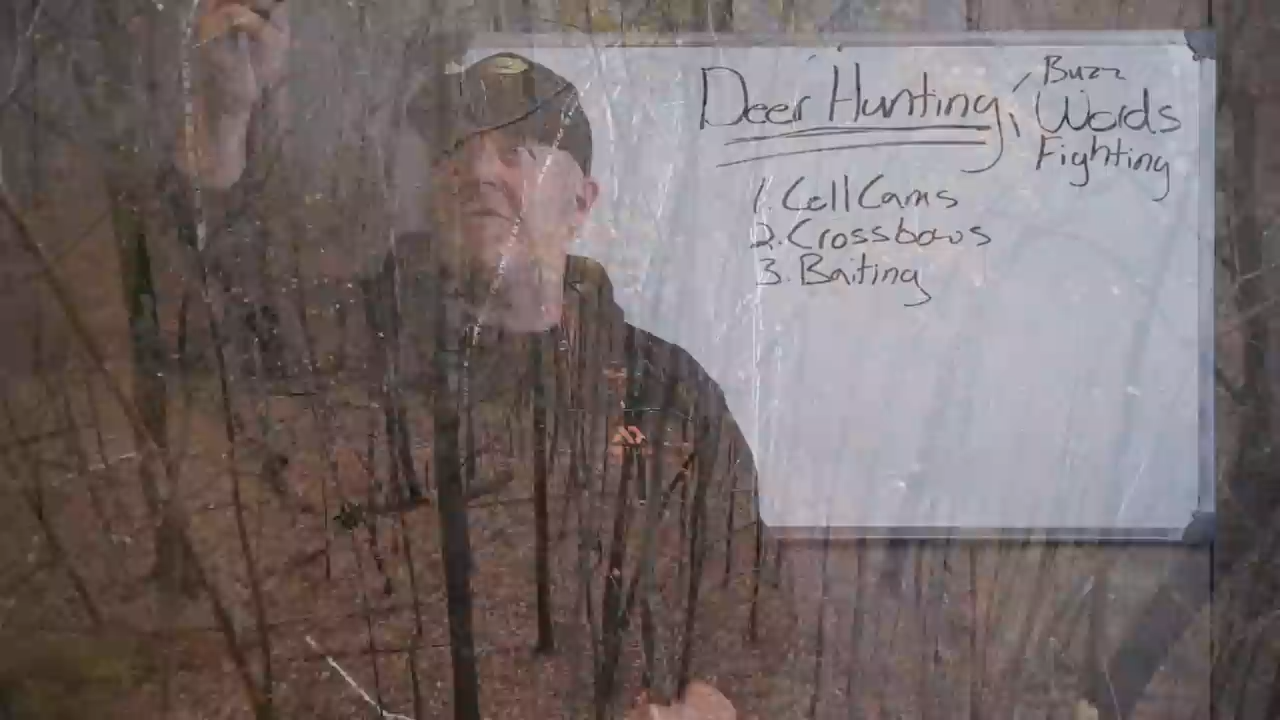 Deer Hunting,
Buzz
Words
Fighting
1. Cell Cams
2. Crossbows
3. Baiting